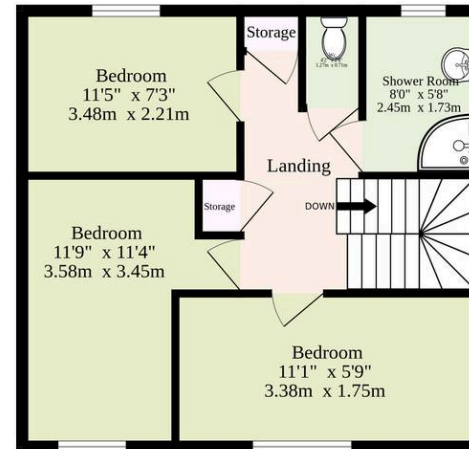 Storage
Bedroom
11'5" x 7'3"
3.48m x 2.21m
Shower Room
8'0" x 5'8"
2.45m x 1.73m
Landing
Storage
DOWN
Bedroom
11'9" x 11'4"
3.58m x 3.45m
Bedroom
11'1" x 5'9"
3.38m x 1.75m